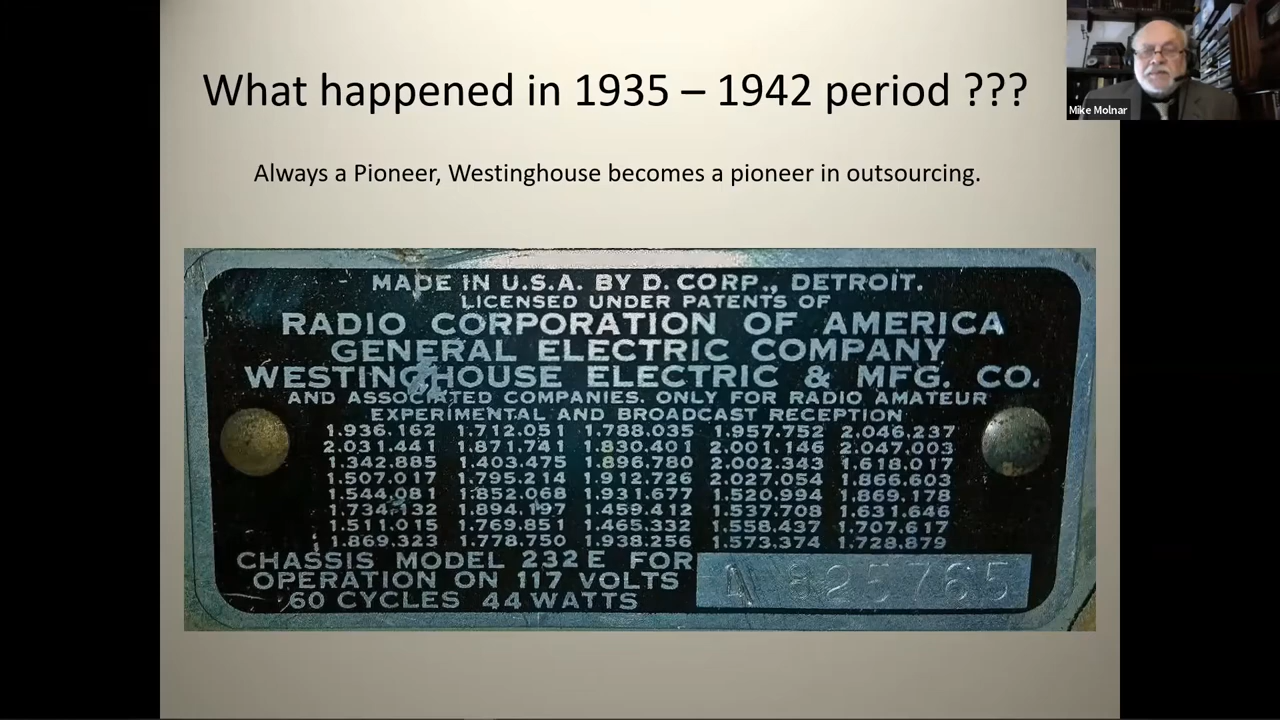 What happened in 1935 – 1942 period ???
Mike Molnar
Always a Pioneer, Westinghouse becomes a pioneer in outsourcing.
MADE IN U.S.A. BY D. CORP., DETROIT.
LICENSED UNDER PATENTS OF
RADIO CORPORATION OF AMERICA
GENERAL ELECTRIC COMPANY
WESTINGHOUSE ELECTRIC & MFG. CO.
AND ASSOCIATED COMPANIES. ONLY FOR RADIO AMATEUR
EXPERIMENTAL AND BROADCAST RECEPTION
1.936.162 1.712.051 1.788.035 1.957.752 2.046.237
2.031.441 1.871.741 1.830.401 2.001.146 2.047.003
1.342.885 1.403.475 1.896.780 2.002.343 1.618.017
1.507.017 1.795.214 1.912.726 2.027.054 1.866.603
1.544.081 1.852.068 1.931.677 1.520.994 1.869.178
1.734.132 1.894.197 1.459.412 1.537.708 1.631.646
1.511.015 1.769.851 1.465.332 1.558.437 1.707.617
1.869.323 1.778.750 1.938.256 1.573.374 1.728.879
CHASSIS MODEL 232 E FOR
OPERATION ON 117 VOLTS
60 CYCLES 44 WATTS
825765